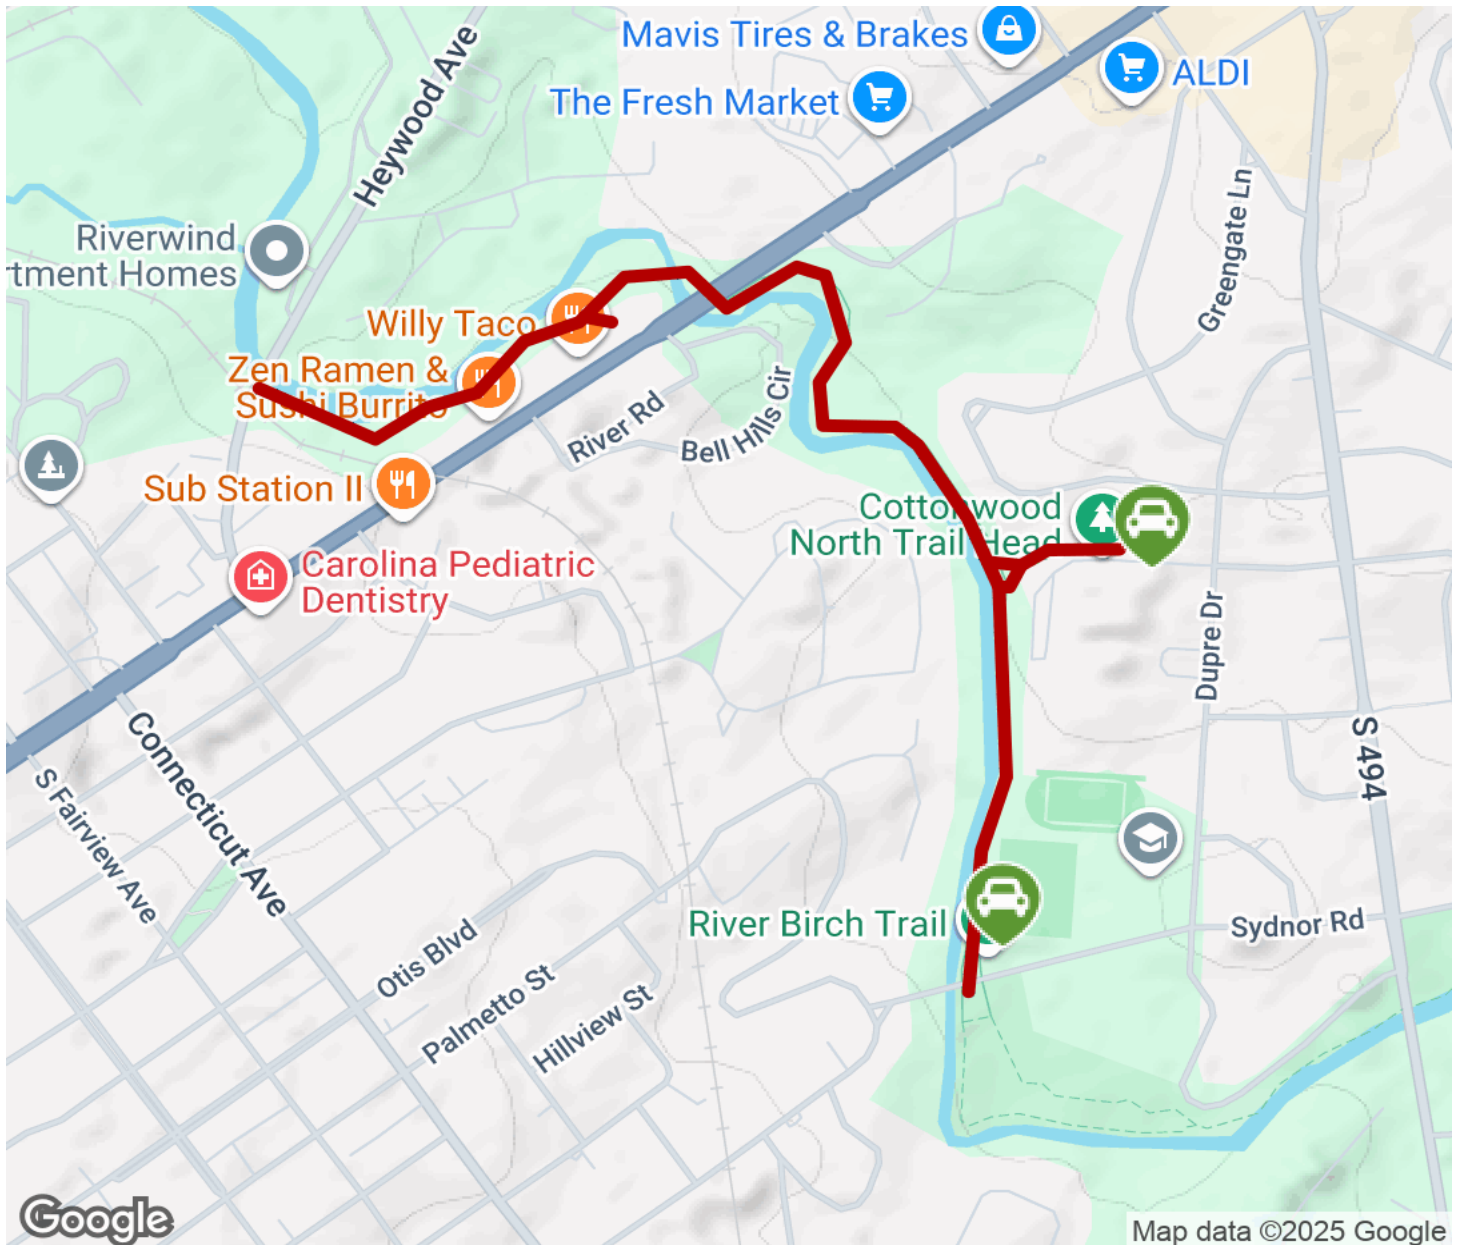 Mavis Tires & Brakes
ALDI
The Fresh Market
Heywood Ave
Greengate Ln
Riverwind
rtment Homes
Willy Taco
Zen Ramen &
Sushi Burrito
River Rd
Bell Hills Cir
Sub Station II
Cottonwood
North Trail Head
Carolina Pediatric
Dentistry
Dupre Dr
S 494
Connecticut Ave
S Fairview Ave
River Birch Trail
Sydnor Rd
Otis Blvd
Palmetto St
Hillview St
Google
Map data ©2025 Google